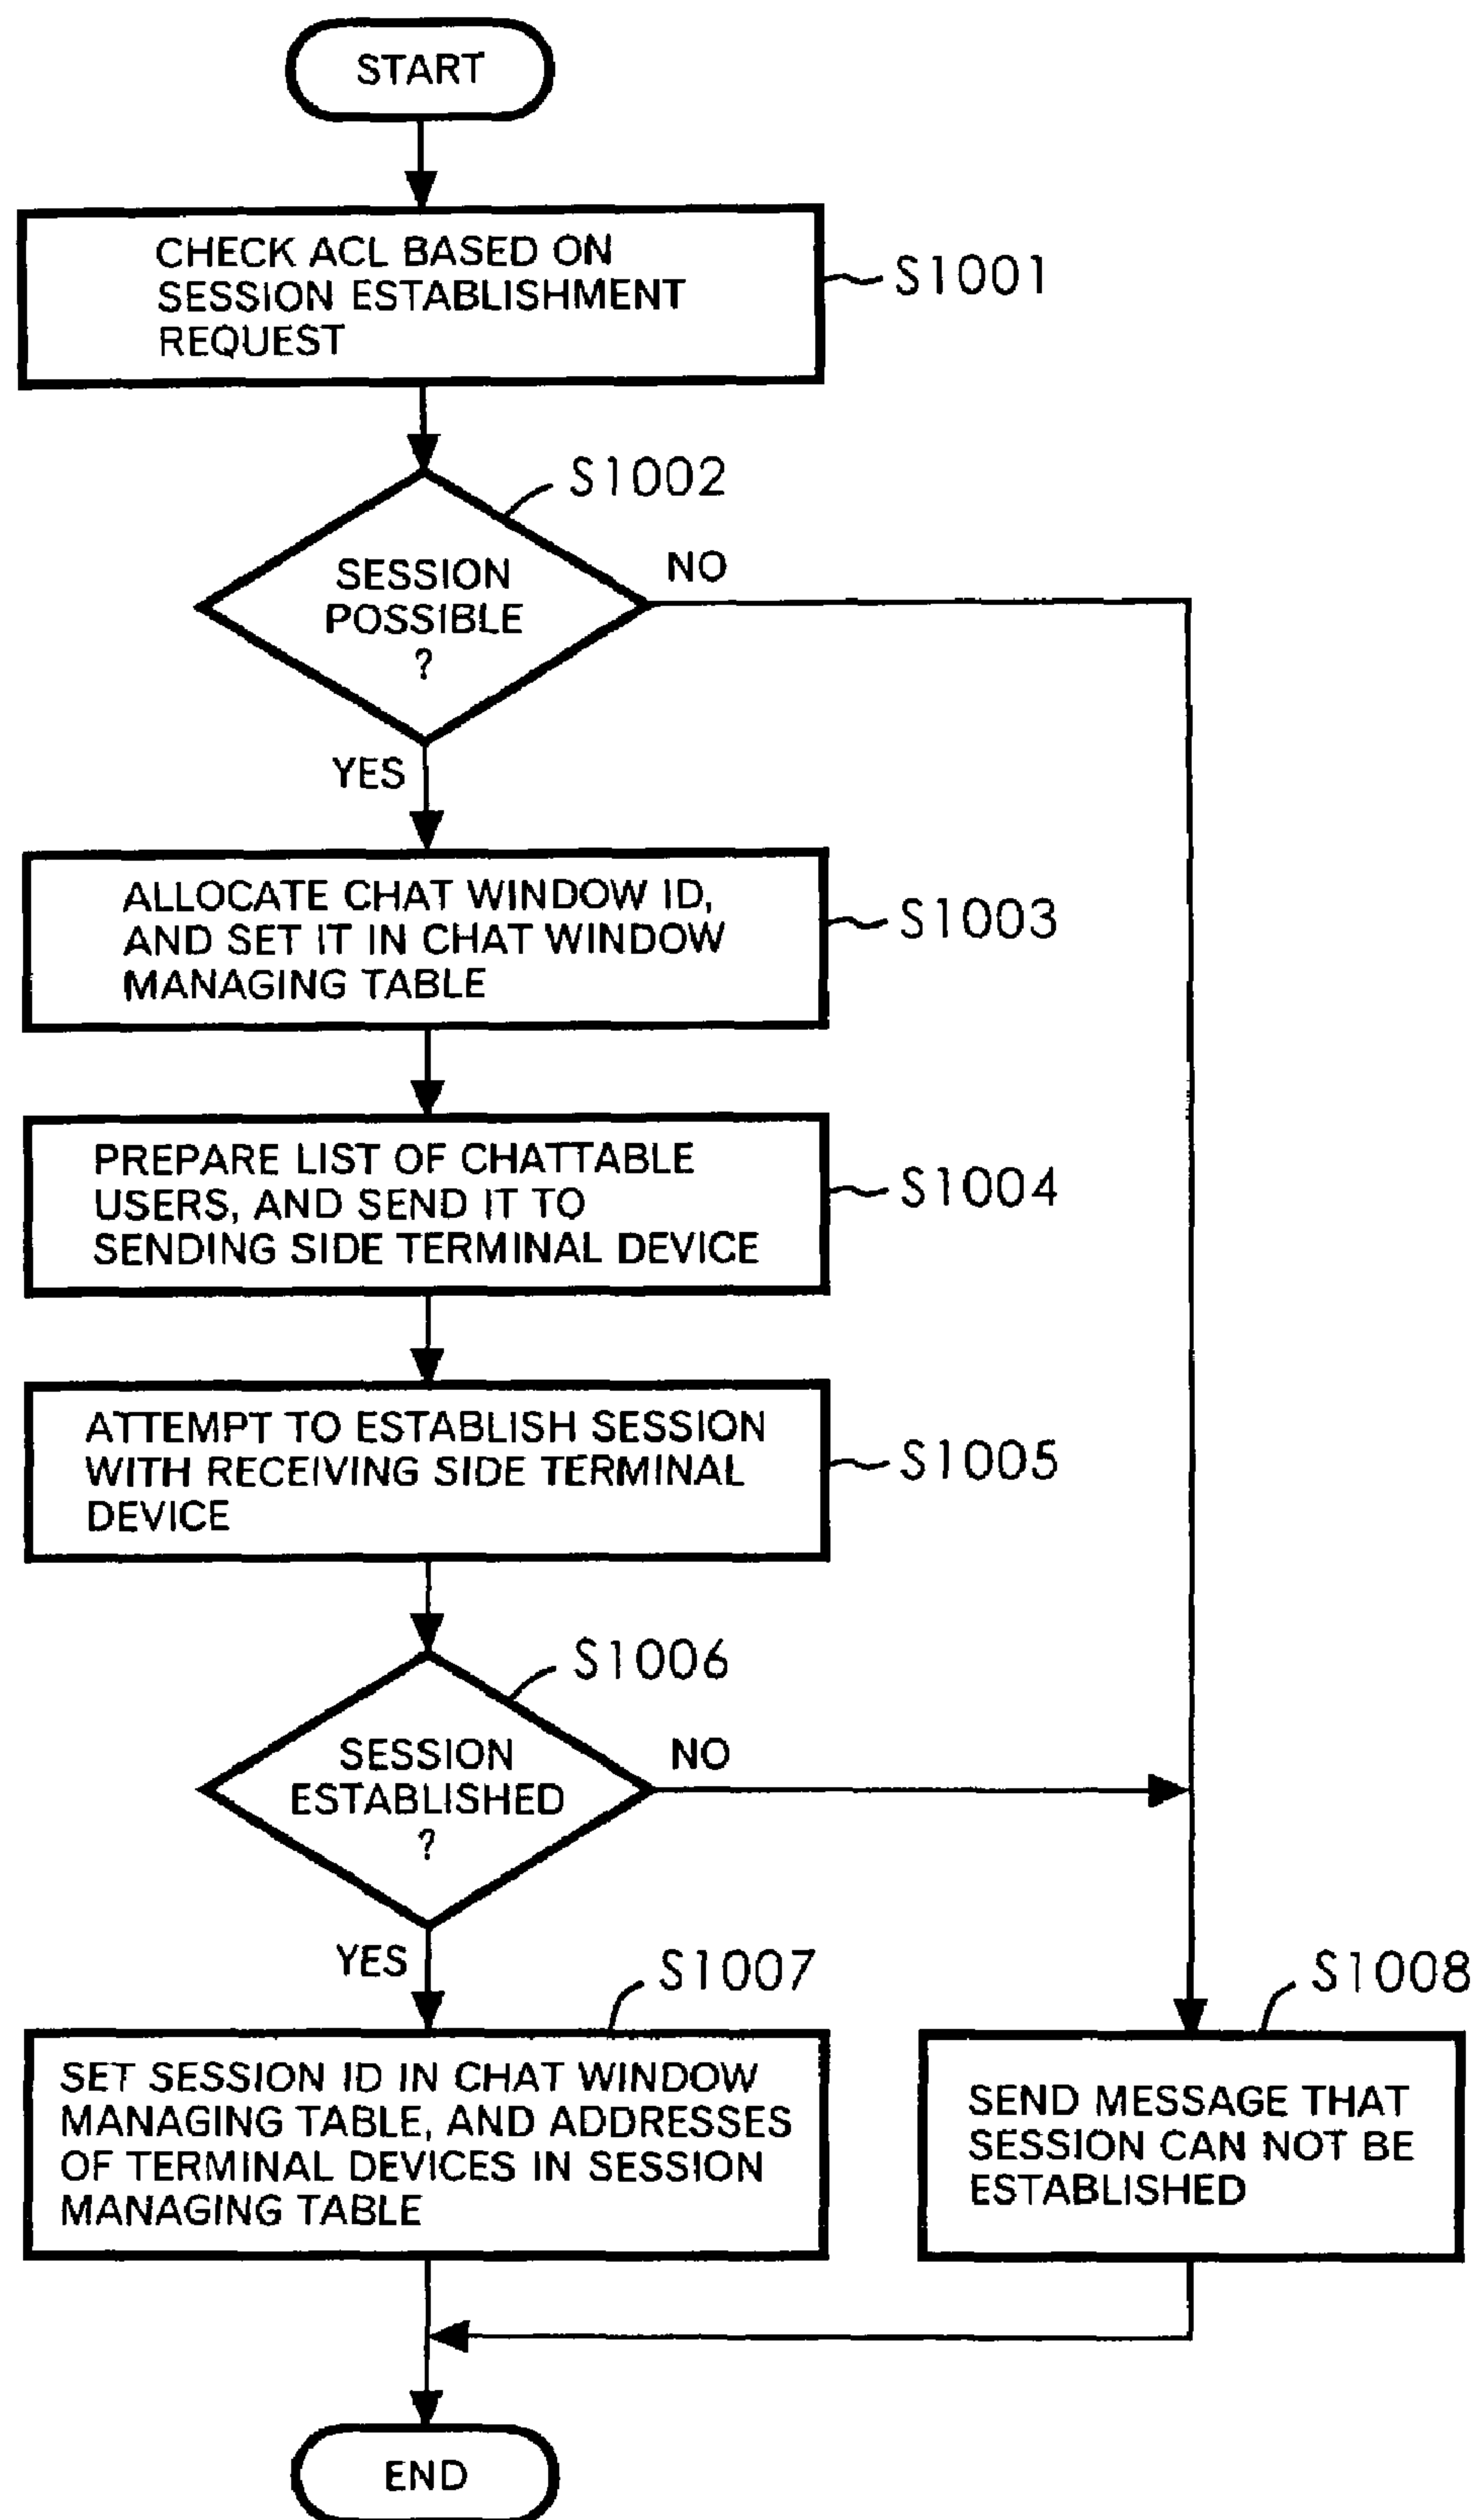 START
CHECK ACL BASED ON
SESSION ESTABLISHMENT
REQUEST
S1001
S1002
SESSION
POSSIBLE
?
NO
YES
ALLOCATE CHAT WINDOW ID,
AND SET IT IN CHAT WINDOW
MANAGING TABLE
S1003
PREPARE LIST OF CHATTABLE
USERS, AND SEND IT TO
SENDING SIDE TERMINAL DEVICE
S1004
ATTEMPT TO ESTABLISH SESSION
WITH RECEIVING SIDE TERMINAL
DEVICE
S1005
S1006
SESSION
ESTABLISHED
?
NO
YES
S1007
SET SESSION ID IN CHAT WINDOW
MANAGING TABLE, AND ADDRESSES
OF TERMINAL DEVICES IN SESSION
MANAGING TABLE
S1008
SEND MESSAGE THAT
SESSION CAN NOT BE
ESTABLISHED
END